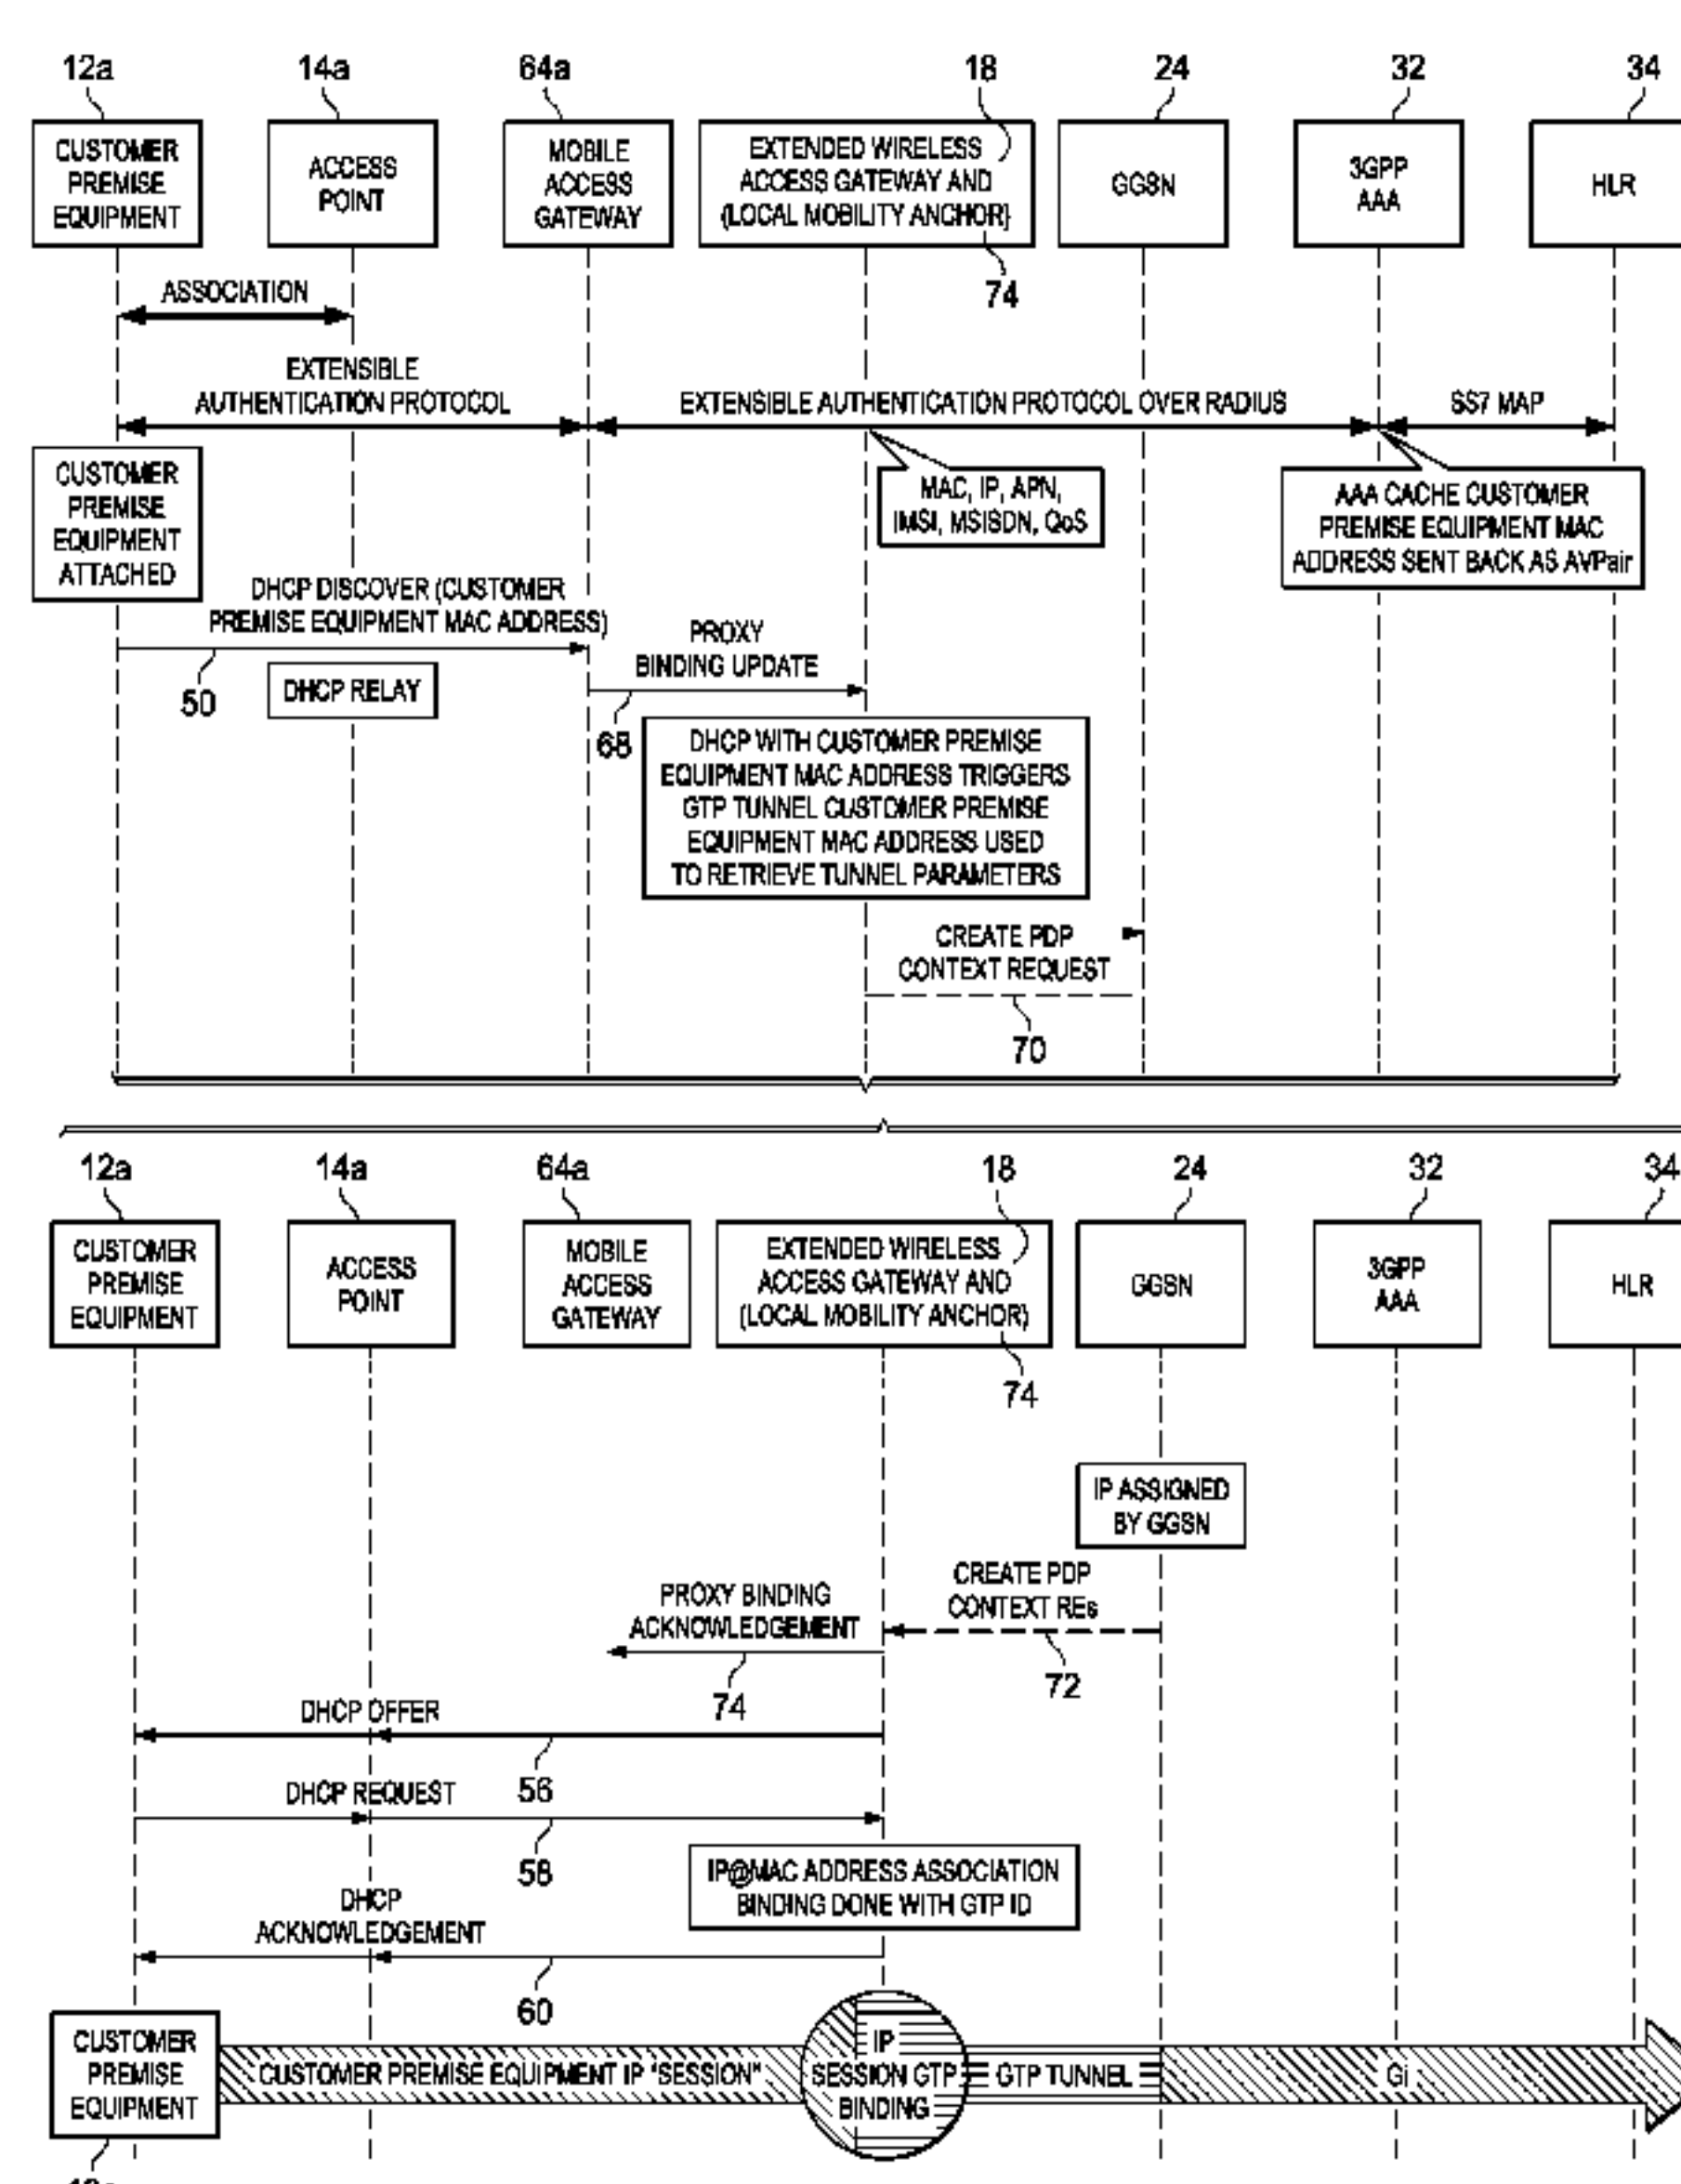 12a 14a 64a 18 24 32 34
CUSTOMER
PREMISE
EQUIPMENT
ACCESS
POINT
MOBILE
ACCESS
GATEWAY
EXTENDED WIRELESS
ACCESS GATEWAY AND
(LOCAL MOBILITY ANCHOR)
GGSN
3GPP
AAA
HLR
74
ASSOCIATION
EXTENSIBLE
AUTHENTICATION PROTOCOL
EXTENSIBLE AUTHENTICATION PROTOCOL OVER RADIUS
SS7 MAP
CUSTOMER
PREMISE
EQUIPMENT
ATTACHED
MAC, IP, APN,
IMSI, MSISDN, QoS
AAA CACHE CUSTOMER
PREMISE EQUIPMENT MAC
ADDRESS SENT BACK AS AVPair
DHCP DISCOVER (CUSTOMER
PREMISE EQUIPMENT MAC ADDRESS)
50
DHCP RELAY
PROXY
BINDING UPDATE
68
DHCP WITH CUSTOMER PREMISE
EQUIPMENT MAC ADDRESS TRIGGERS
GTP TUNNEL CUSTOMER PREMISE
EQUIPMENT MAC ADDRESS USED
TO RETRIEVE TUNNEL PARAMETERS
CREATE PDP
CONTEXT REQUEST
70
12a 14a 64a 18 24 32 34
CUSTOMER
PREMISE
EQUIPMENT
ACCESS
POINT
MOBILE
ACCESS
GATEWAY
EXTENDED WIRELESS
ACCESS GATEWAY AND
(LOCAL MOBILITY ANCHOR)
GGSN
3GPP
AAA
HLR
74
IP ASSIGNED
BY GGSN
CREATE PDP
CONTEXT REs
72
PROXY BINDING
ACKNOWLEDGEMENT
74
DHCP OFFER
56
DHCP REQUEST
58
IP@MAC ADDRESS ASSOCIATION
BINDING DONE WITH GTP ID
DHCP
ACKNOWLEDGEMENT
60
CUSTOMER
PREMISE
EQUIPMENT
CUSTOMER PREMISE EQUIPMENT IP "SESSION"
IP
SESSION GTP
BINDING
GTP TUNNEL
Gi